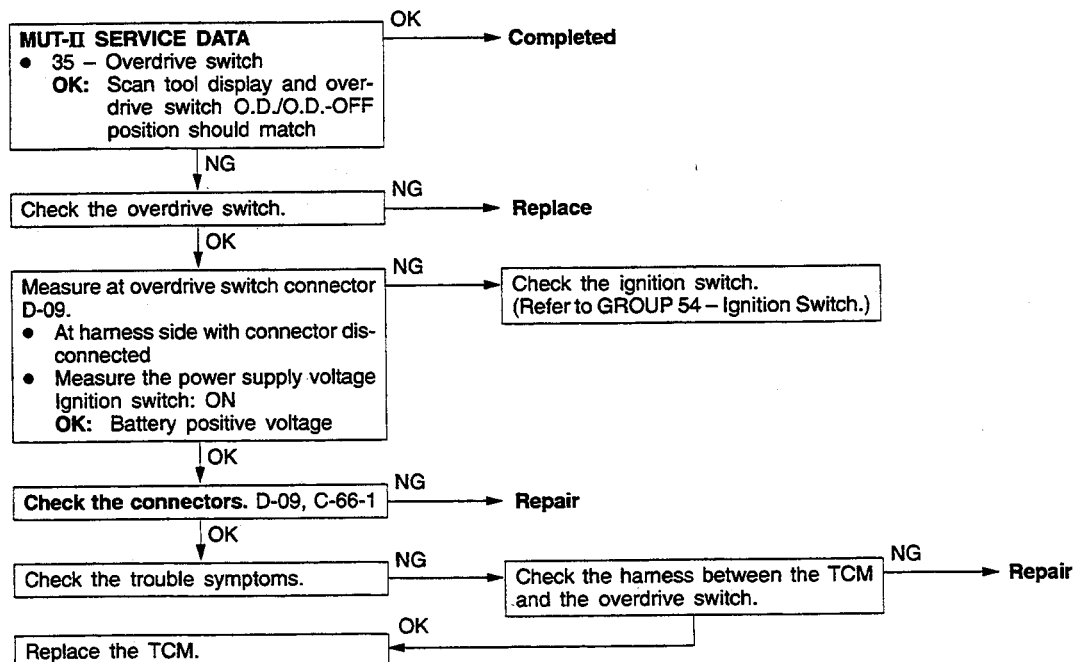 OK
MUT-II SERVICE DATA
Completed
● 35 – Overdrive switch
OK: Scan tool display and over-
drive switch O.D./O.D.-OFF
position should match
NG
Check the overdrive switch.
NG
Replace
OK
Measure at overdrive switch connector
D-09.
● At harness side with connector dis-
connected
● Measure the power supply voltage
Ignition switch: ON
OK: Battery positive voltage
NG
Check the ignition switch.
(Refer to GROUP 54 – Ignition Switch.)
OK
Check the connectors. D-09, C-66-1
NG
Repair
OK
Check the trouble symptoms.
NG
Check the harness between the TCM
and the overdrive switch.
NG
Repair
OK
Replace the TCM.